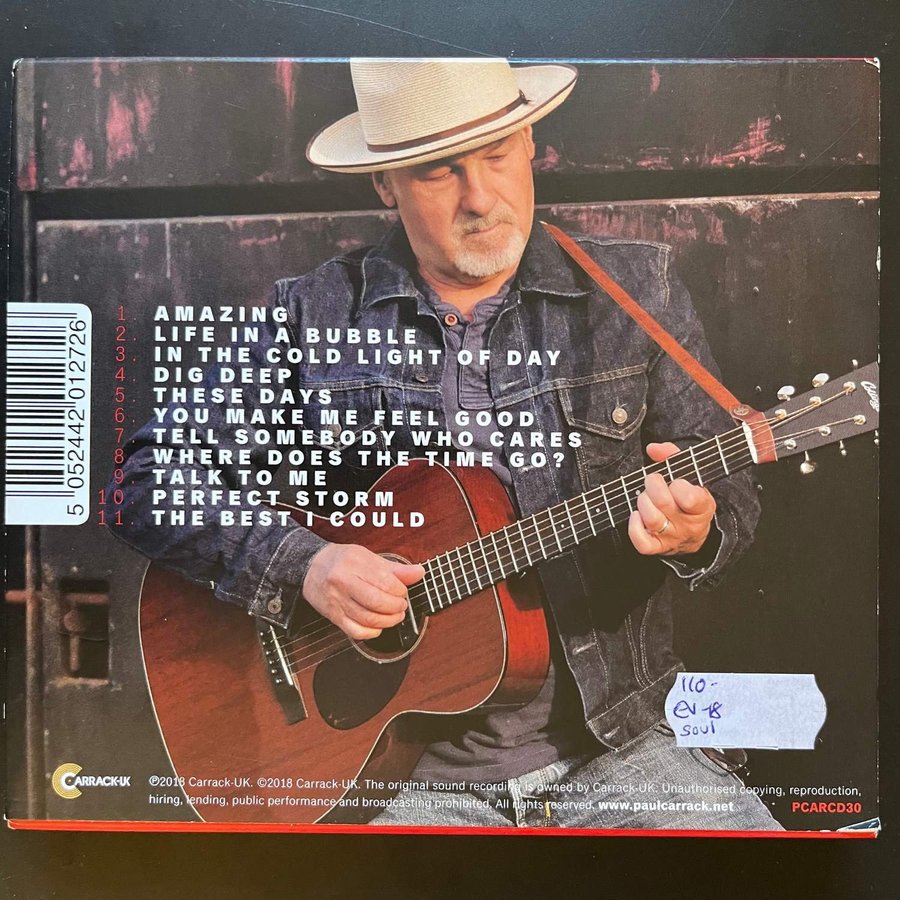 1. AMAZING
2. LIFE IN A BUBBLE
3. IN THE COLD LIGHT OF DAY
4. DIG DEEP
5. THESE DAYS
6. YOU MAKE ME FEEL GOOD
7. TELL SOMEBODY WHO CARES
8. WHERE DOES THE TIME GO?
9. TALK TO ME
10. PERFECT STORM
11. THE BEST I COULD
5 052442 012726
110-
soul
CARRACK-UK
℗2018 Carrack-UK. ©2018 Carrack-UK. The original sound recording is owned by Carrack-UK. Unauthorised copying, reproduction,
hiring, lending, public performance and broadcasting prohibited. All rights reserved. www.paulcarrack.net
PCARCD30